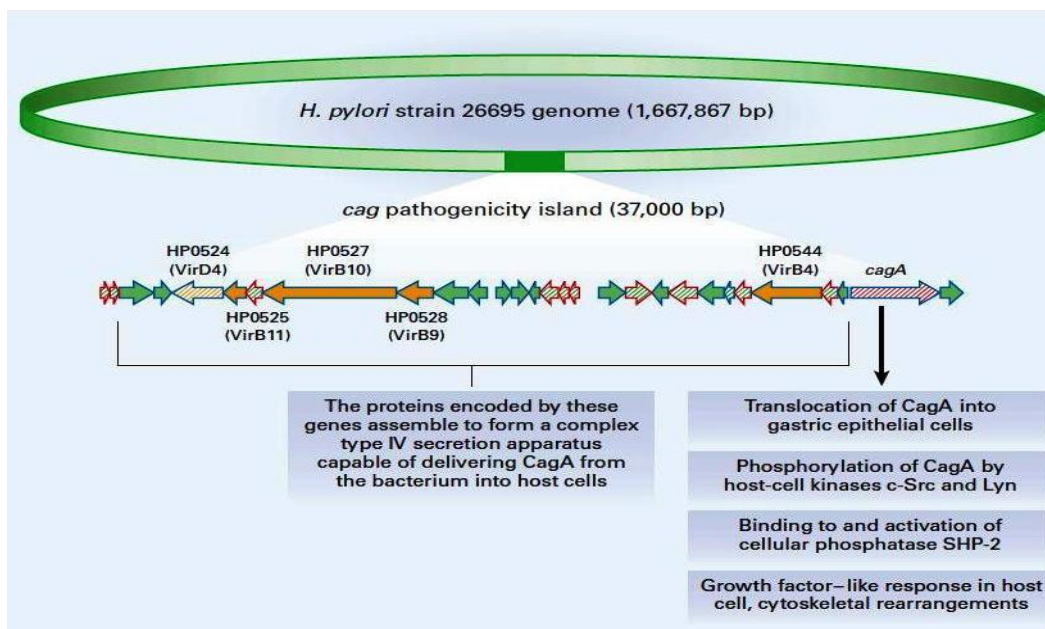 H. pylori strain 26695 genome (1,667,867 bp)
cag pathogenicity island (37,000 bp)
HP0524
(VirD4)
HP0527
(VirB10)
HP0544
(VirB4)
cagA
HP0525
(VirB11)
HP0528
(VirB9)
The proteins encoded by these
genes assemble to form a complex
type IV secretion apparatus
capable of delivering CagA from
the bacterium into host cells
Translocation of CagA into
gastric epithelial cells
Phosphorylation of CagA by
host-cell kinases c-Src and Lyn
Binding to and activation of
cellular phosphatase SHP-2
Growth factor–like response in host
cell, cytoskeletal rearrangements